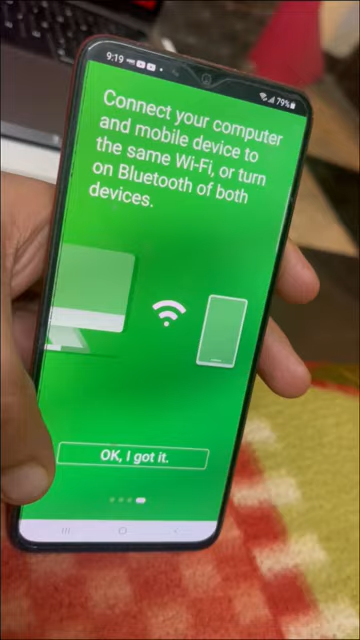 9:19
79%
Connect your computer
and mobile device to
the same Wi-Fi, or turn
on Bluetooth of both
devices.
OK, I got it.